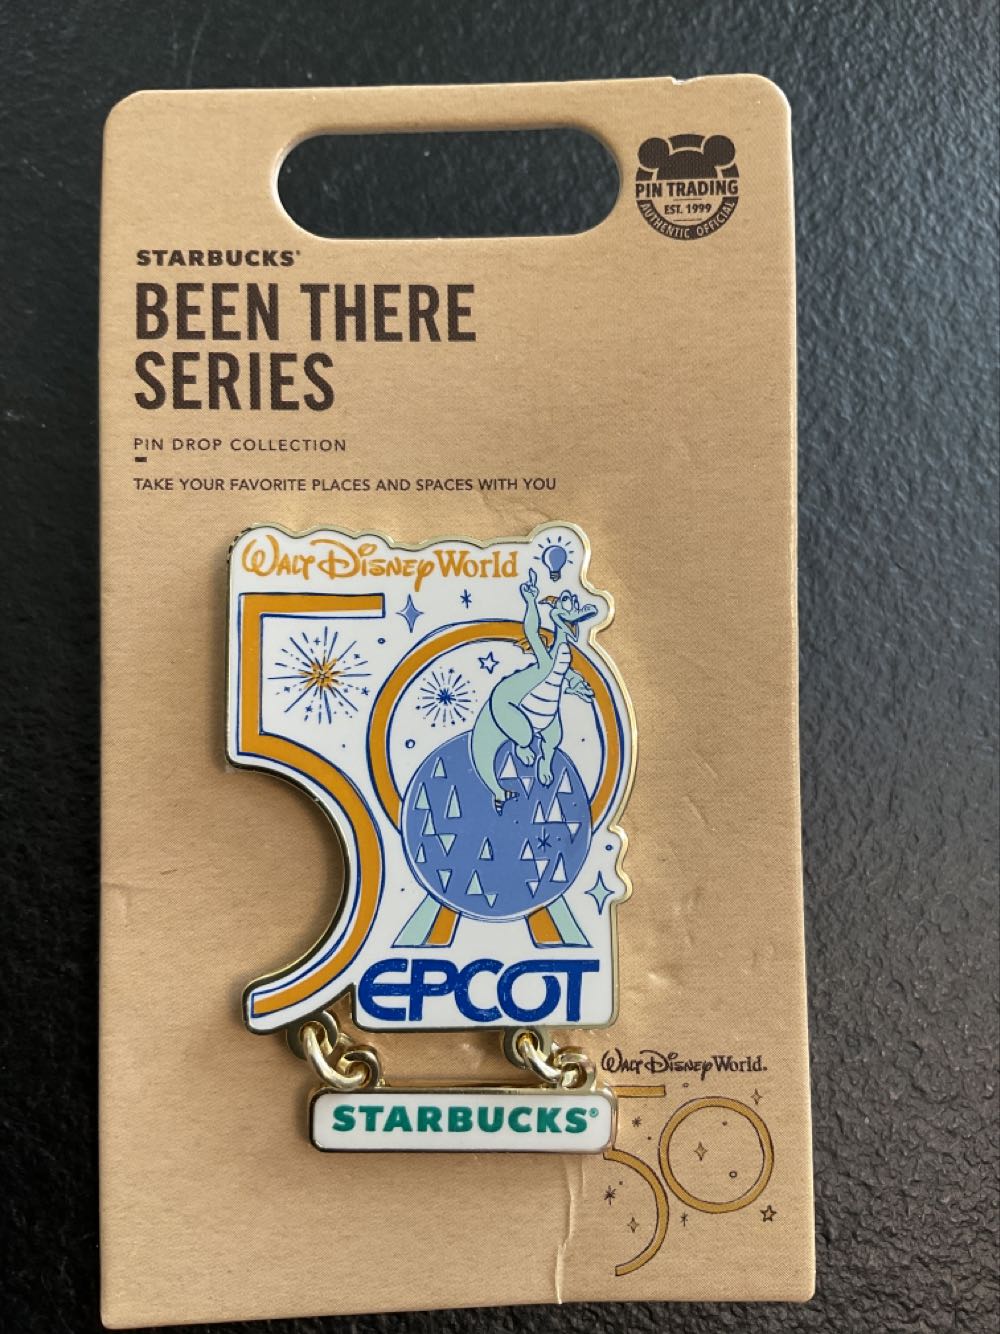 PIN TRADING
EST. 1999
AUTHENTIC OFFICIAL
STARBUCKS®
BEEN THERE
SERIES
PIN DROP COLLECTION
TAKE YOUR FAVORITE PLACES AND SPACES WITH YOU
Walt Disney World
50
EPCOT
STARBUCKS®
Walt Disney World.
50